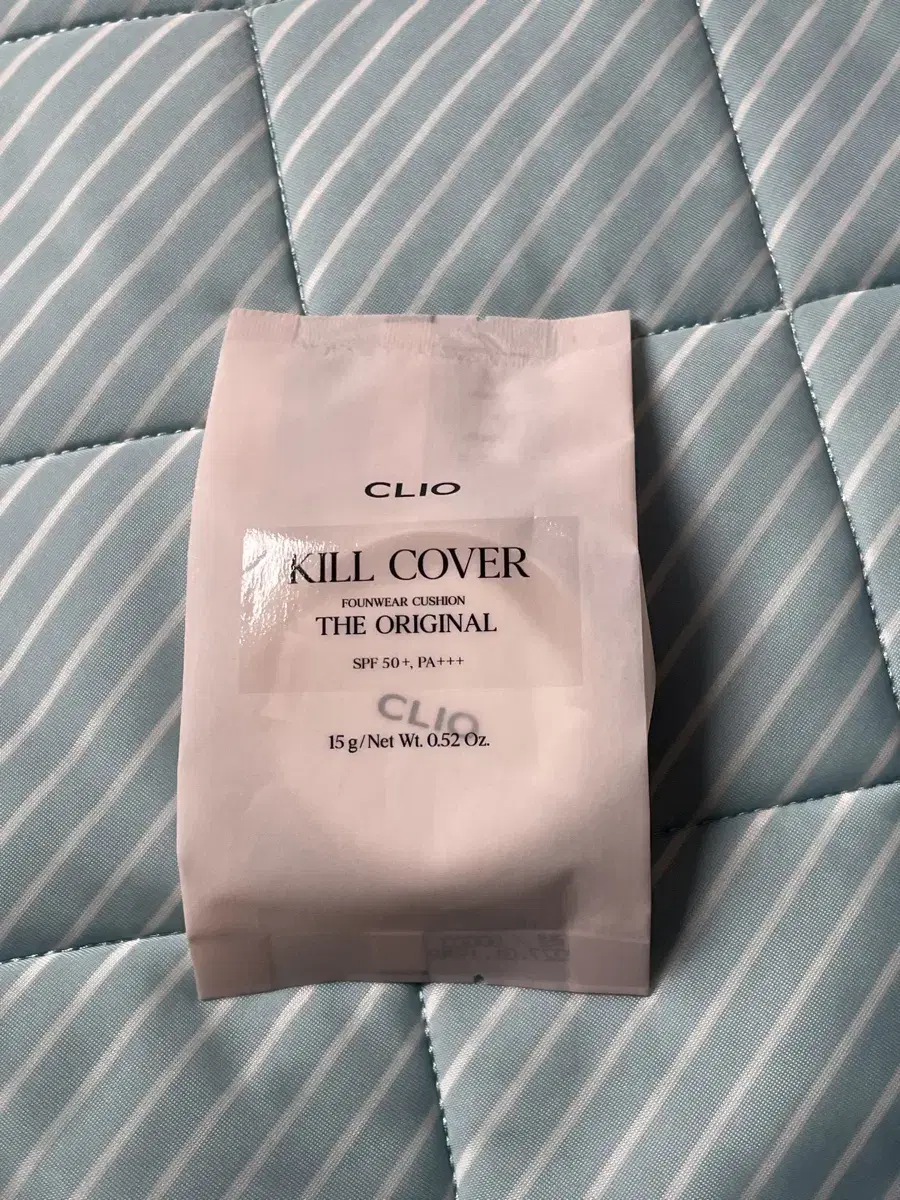 CLIO
KILL COVER
FOUNWEAR CUSHION
THE ORIGINAL
SPF 50+, PA+++
CLIO
15 g/Net Wt. 0.52 Oz.